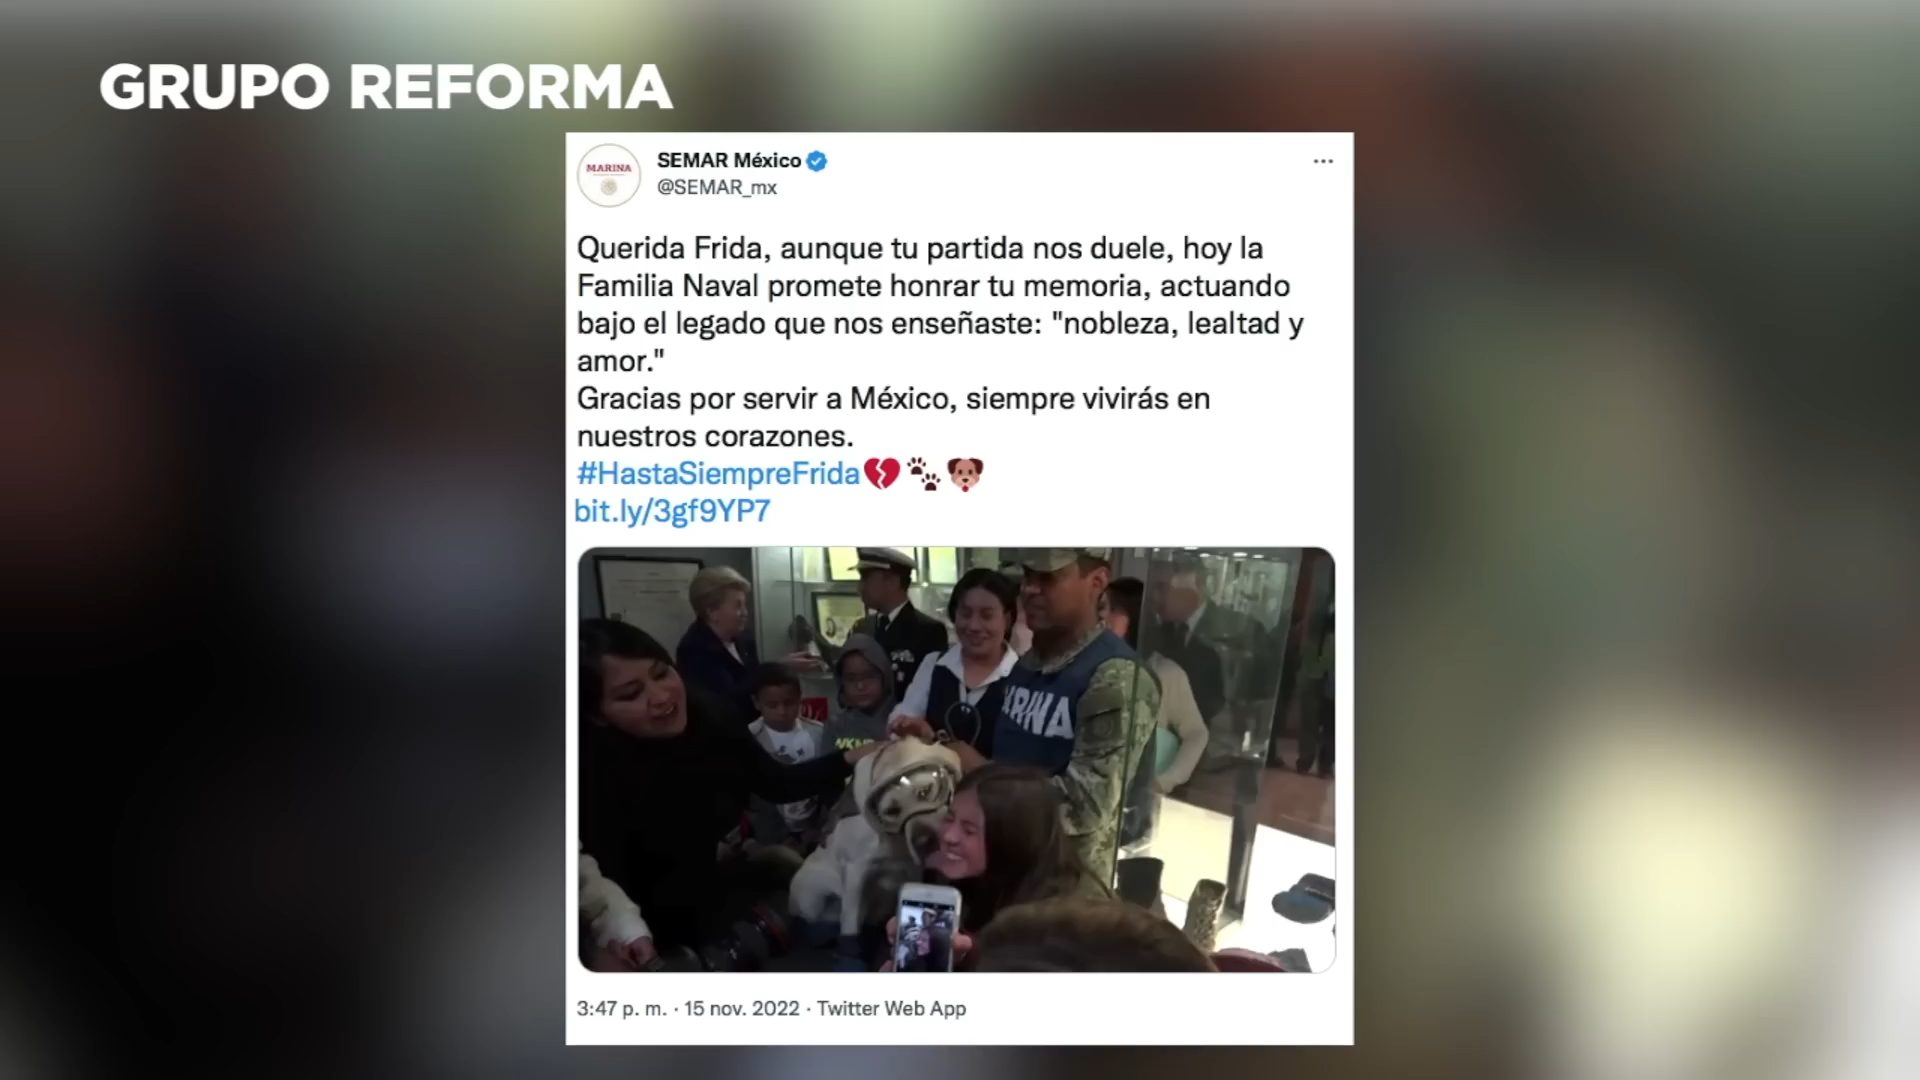 GRUPO REFORMA
MARINA
SEMAR México
@SEMAR_mx
Querida Frida, aunque tu partida nos duele, hoy la
Familia Naval promete honrar tu memoria, actuando
bajo el legado que nos enseñaste: "nobleza, lealtad y
amor."
Gracias por servir a México, siempre vivirás en
nuestros corazones.
#HastaSiempreFrida💔🐾🐶
bit.ly/3gf9YP7
3:47 p. m. · 15 nov. 2022 · Twitter Web App